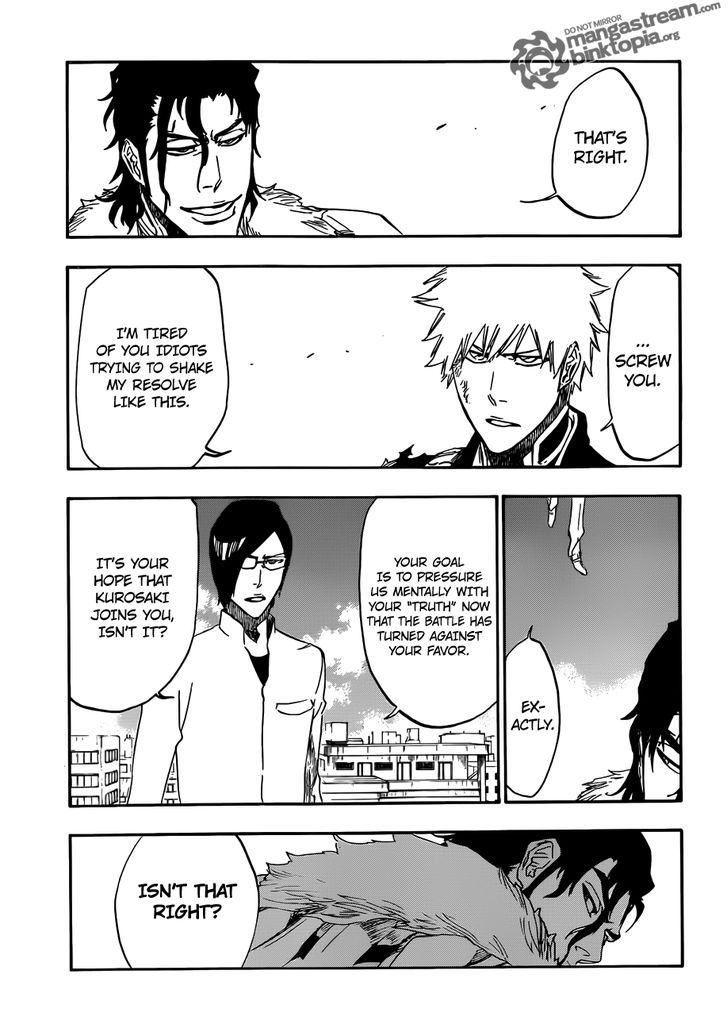 DO NOT MIRROR
mangastream.com
binktopia.org
THAT'S
RIGHT.
...
SCREW
YOU.
I'M TIRED
OF YOU IDIOTS
TRYING TO SHAKE
MY RESOLVE
LIKE THIS.
EX-
ACTLY.
YOUR GOAL
IS TO PRESSURE
US MENTALLY WITH
YOUR "TRUTH" NOW
THAT THE BATTLE HAS
TURNED AGAINST
YOUR FAVOR.
IT'S YOUR
HOPE THAT
KUROSAKI
JOINS YOU,
ISN'T IT?
ISN'T THAT
RIGHT?